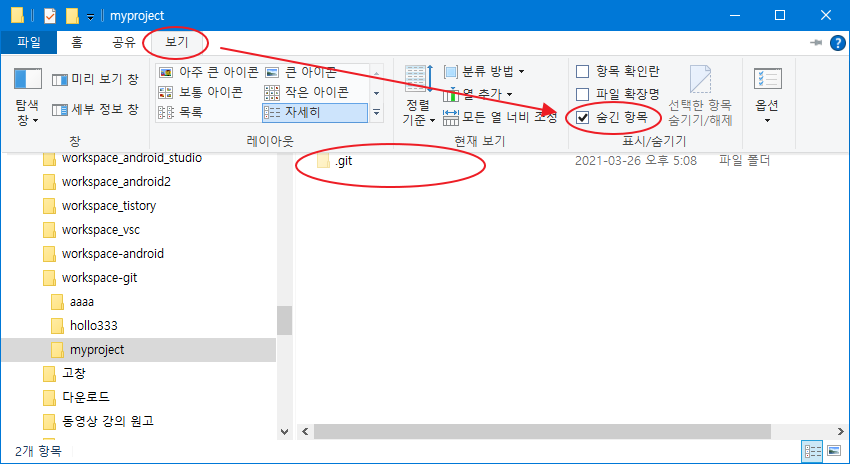 myproject
파일 홈 공유 보기
탐색 창
미리 보기 창
세부 정보 창
창
아주 큰 아이콘 큰 아이콘
보통 아이콘 작은 아이콘
목록 자세히
레이아웃
정렬 기준
분류 방법
열 추가
모든 열 너비 조정
현재 보기
항목 확인란
파일 확장명
숨긴 항목
선택한 항목
숨기기/해제
표시/숨기기
옵션
workspace_android_studio
workspace_android2
workspace_tistory
workspace_vsc
workspace-android
workspace-git
aaaa
hollo333
myproject
고창
다운로드
동영상 강의 원고
.git 2021-03-26 오후 5:08 파일 폴더
2개 항목